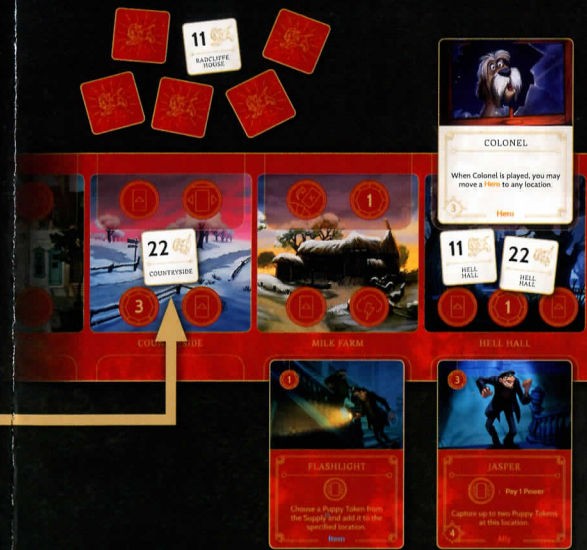 11
RADCLIFFE
HOUSE
COLONEL
When Colonel is played, you may
move a Hero to any location.
3
Hero
1
22
COUNTRYSIDE
11
HELL
HALL
22
HELL
HALL
3
1
MILK FARM
HELL HALL
1
FLASHLIGHT
Choose a Puppy Token from
the Supply and add it to the
specified location.
Item
3
JASPER
: Pay 1 Power
Capture up to two Puppy Tokens
at this location.
4
Ally